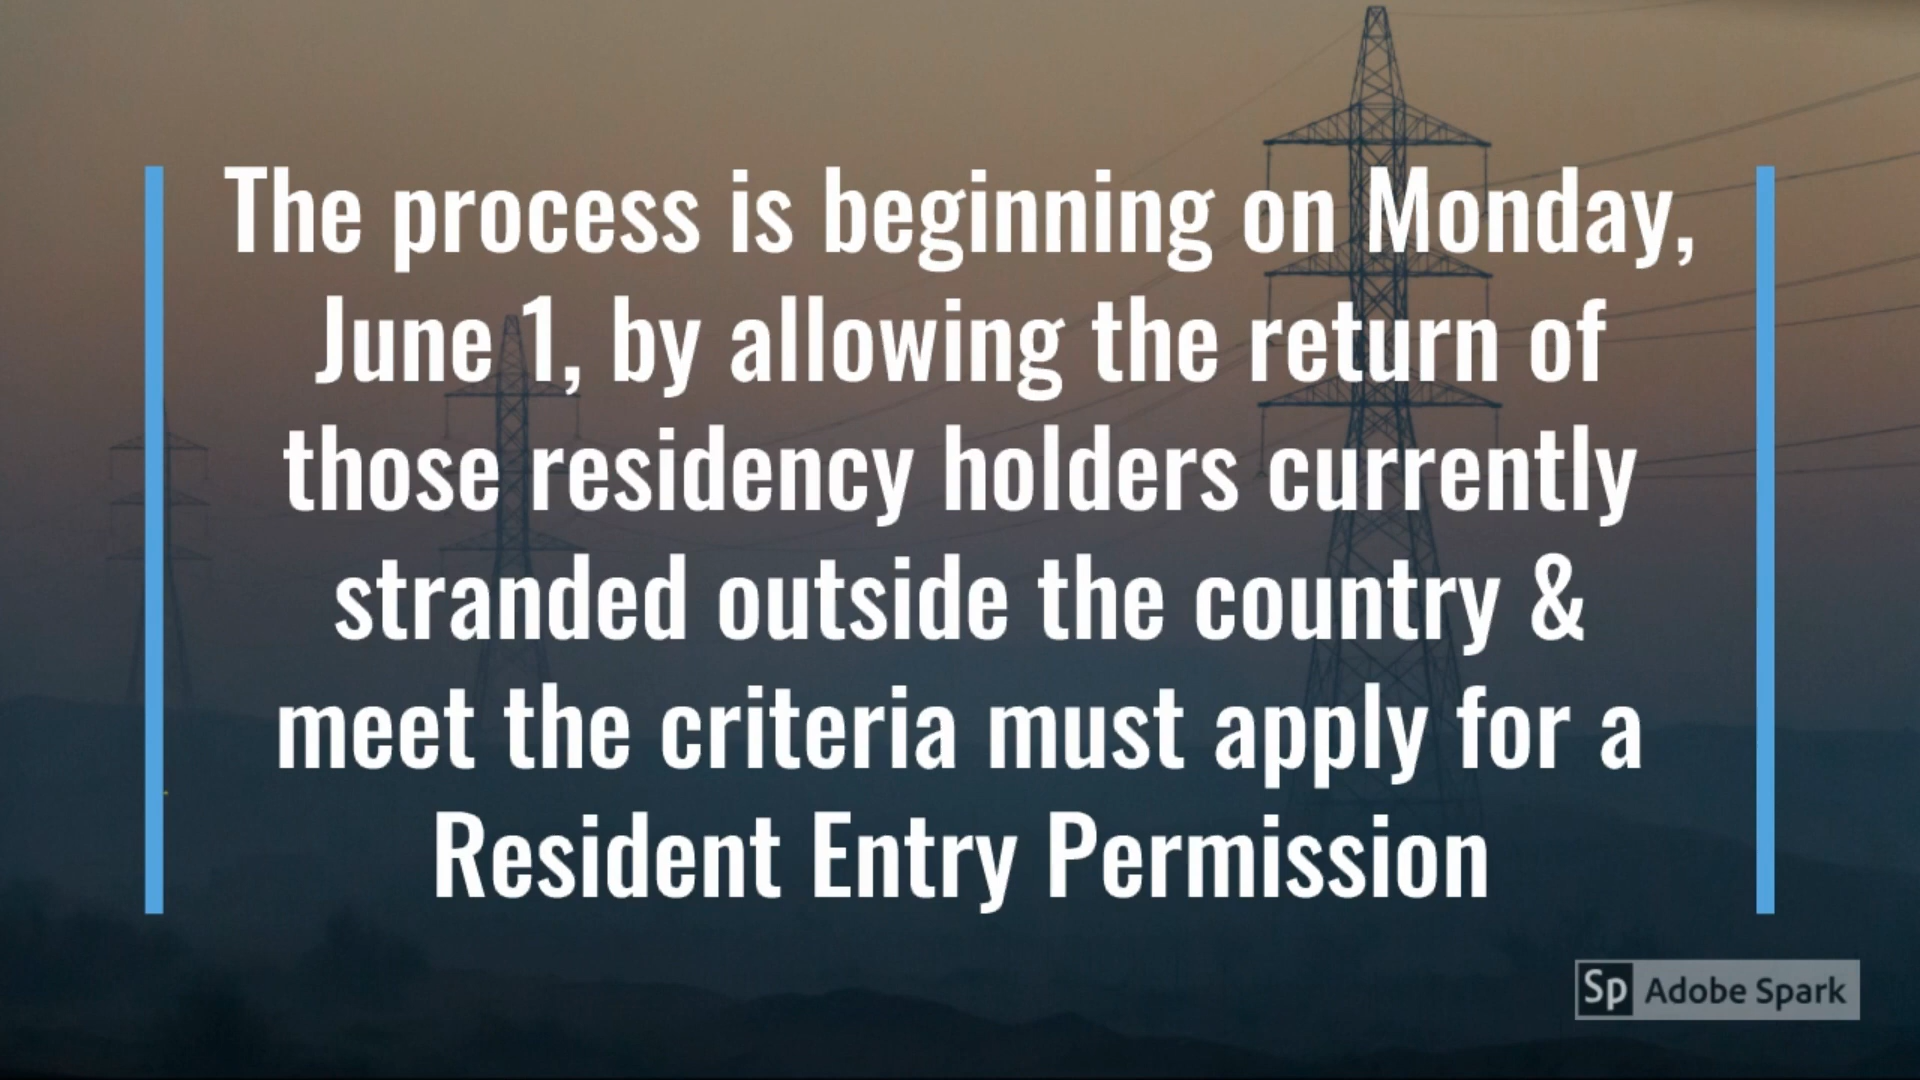 The process is beginning on Monday,
June 1, by allowing the return of
those residency holders currently
stranded outside the country &
meet the criteria must apply for a
Resident Entry Permission
Sp Adobe Spark